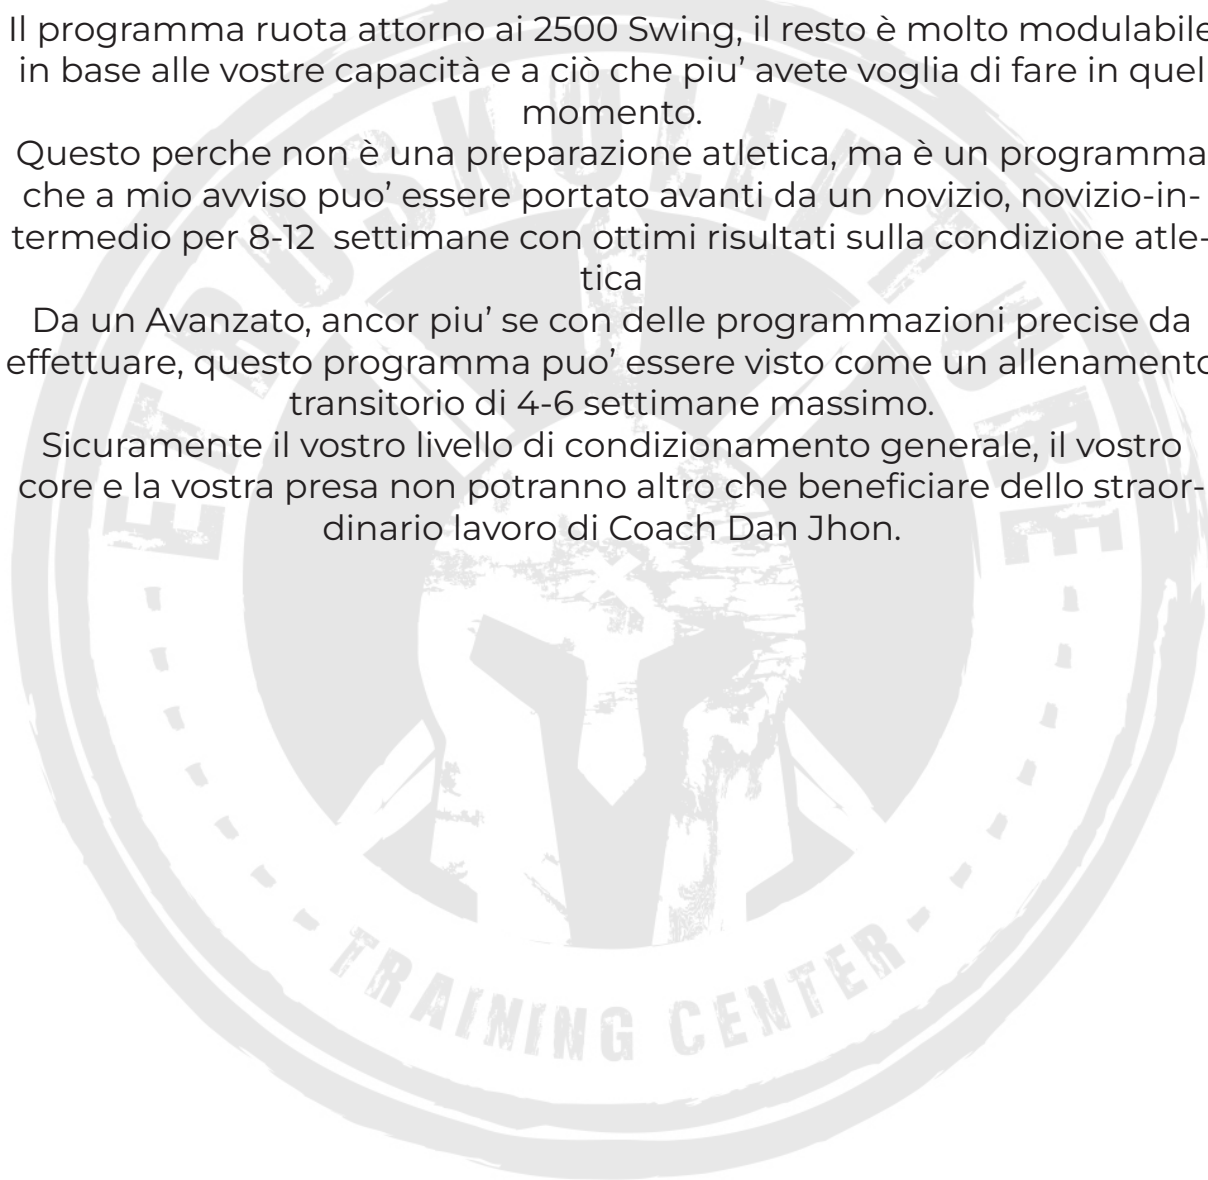 Il programma ruota attorno ai 2500 Swing, il resto è molto modulabile
in base alle vostre capacità e a ciò che piu’ avete voglia di fare in quel
momento.
Questo perche non è una preparazione atletica, ma è un programma
che a mio avviso puo’ essere portato avanti da un novizio, novizio-in-
termedio per 8-12 settimane con ottimi risultati sulla condizione atle-
tica
Da un Avanzato, ancor piu’ se con delle programmazioni precise da
effettuare, questo programma puo’ essere visto come un allenamento
transitorio di 4-6 settimane massimo.
Sicuramente il vostro livello di condizionamento generale, il vostro
core e la vostra presa non potranno altro che beneficiare dello straor-
dinario lavoro di Coach Dan Jhon.
ETRUSKULLPTURE
TRAINING CENTER